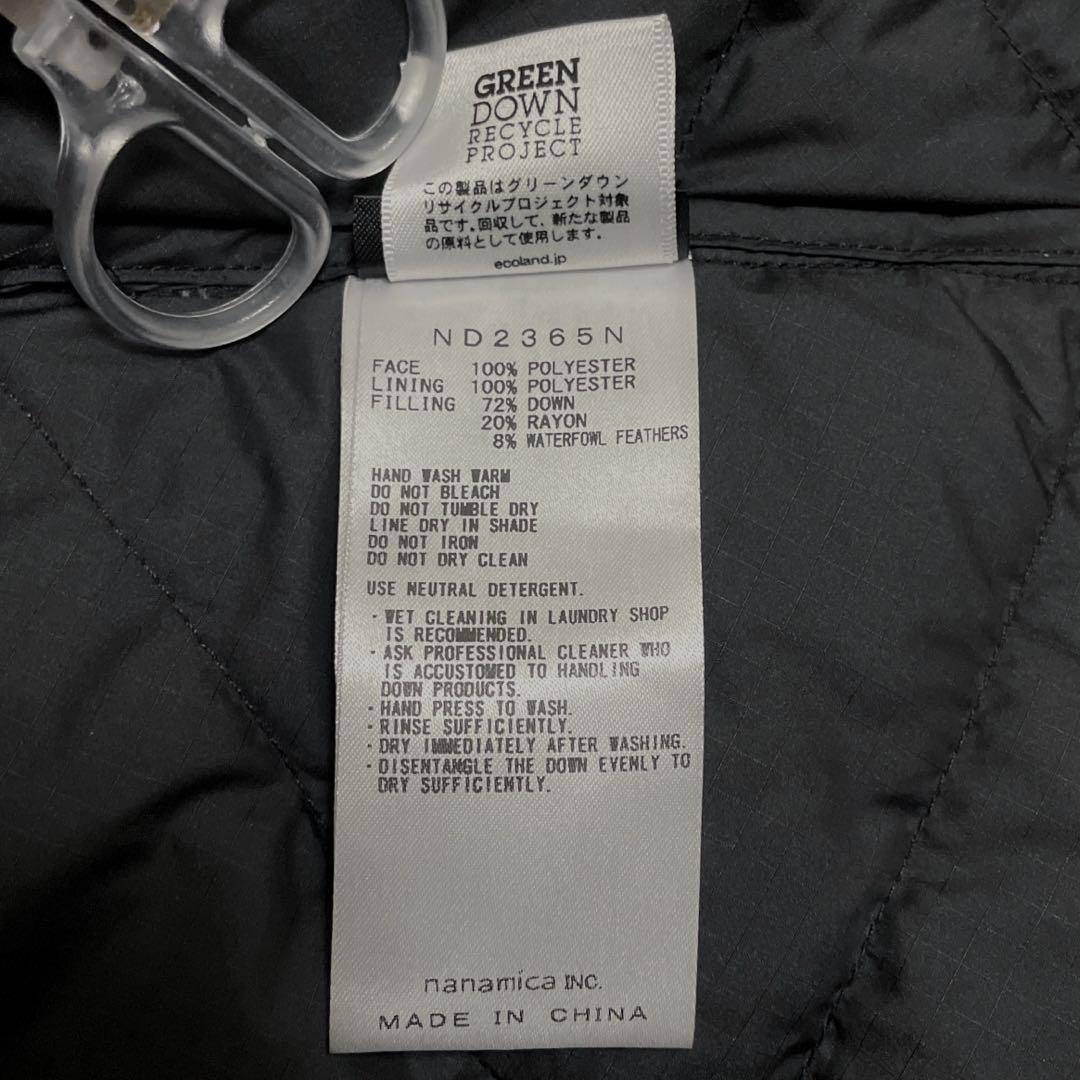 GREEN
DOWN
RECYCLE
PROJECT
この製品はグリーンダウン
リサイクルプロジェクト対象
品です。回収して、新たな製品
の原料として使用します。
ecoland.jp
ND2365N
FACE 100% POLYESTER
LINING 100% POLYESTER
FILLING 72% DOWN
20% RAYON
8% WATERFOWL FEATHERS
HAND WASH WARM
DO NOT BLEACH
DO NOT TUMBLE DRY
LINE DRY IN SHADE
DO NOT IRON
DO NOT DRY CLEAN
USE NEUTRAL DETERGENT.
・WET CLEANING IN LAUNDRY SHOP
IS RECOMMENDED.
・ASK PROFESSIONAL CLEANER WHO
IS ACCUSTOMED TO HANDLING
DOWN PRODUCTS.
・HAND PRESS TO WASH.
・RINSE SUFFICIENTLY.
・DRY IMMEDIATELY AFTER WASHING.
・DISENTANGLE THE DOWN EVENLY TO
DRY SUFFICIENTLY.
nanamica INC.
MADE IN CHINA